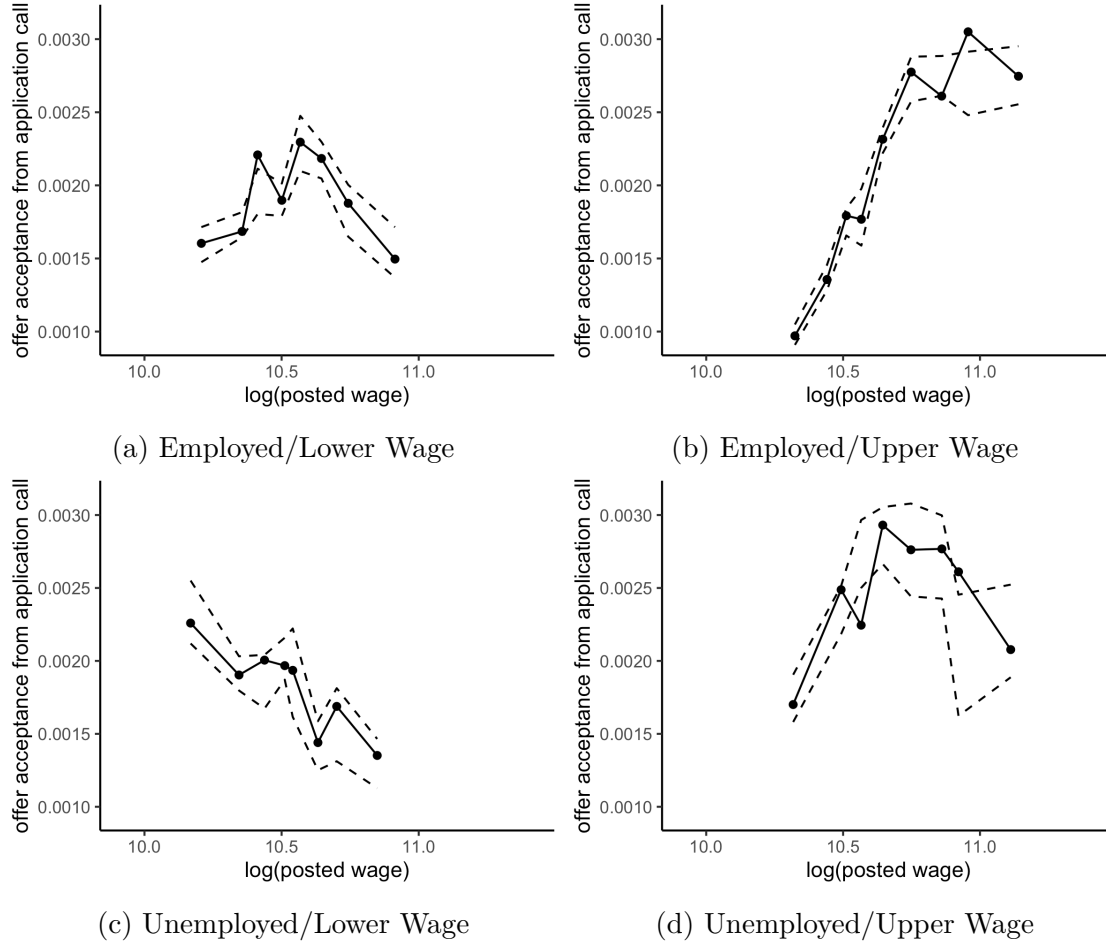 offer acceptance from application call
0.0030
0.0025
0.0020
0.0015
0.0010
10.0 10.5 11.0
log(posted wage)
(a) Employed/Lower Wage
offer acceptance from application call
0.0030
0.0025
0.0020
0.0015
0.0010
10.0 10.5 11.0
log(posted wage)
(b) Employed/Upper Wage
offer acceptance from application call
0.0030
0.0025
0.0020
0.0015
0.0010
10.0 10.5 11.0
log(posted wage)
(c) Unemployed/Lower Wage
offer acceptance from application call
0.0030
0.0025
0.0020
0.0015
0.0010
10.0 10.5 11.0
log(posted wage)
(d) Unemployed/Upper Wage